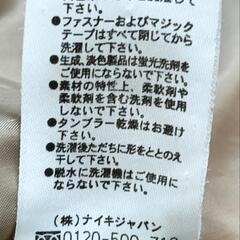 ●ファスナーおよびマジック
テープはすべて閉じてから
洗濯して下さい。
●生成、淡色製品は蛍光洗剤を
ご使用にならないで下さい。
●素材の特性上、柔軟剤や
柔軟剤を含む洗剤を使用
しないで下さい。
●タンブラー乾燥はお避け
下さい。
●洗濯後ただちに形をととのえ
干して下さい。
●脱水に洗濯機はご使用に
ならないで下さい。
(株)ナイキジャパン
0120-500-719